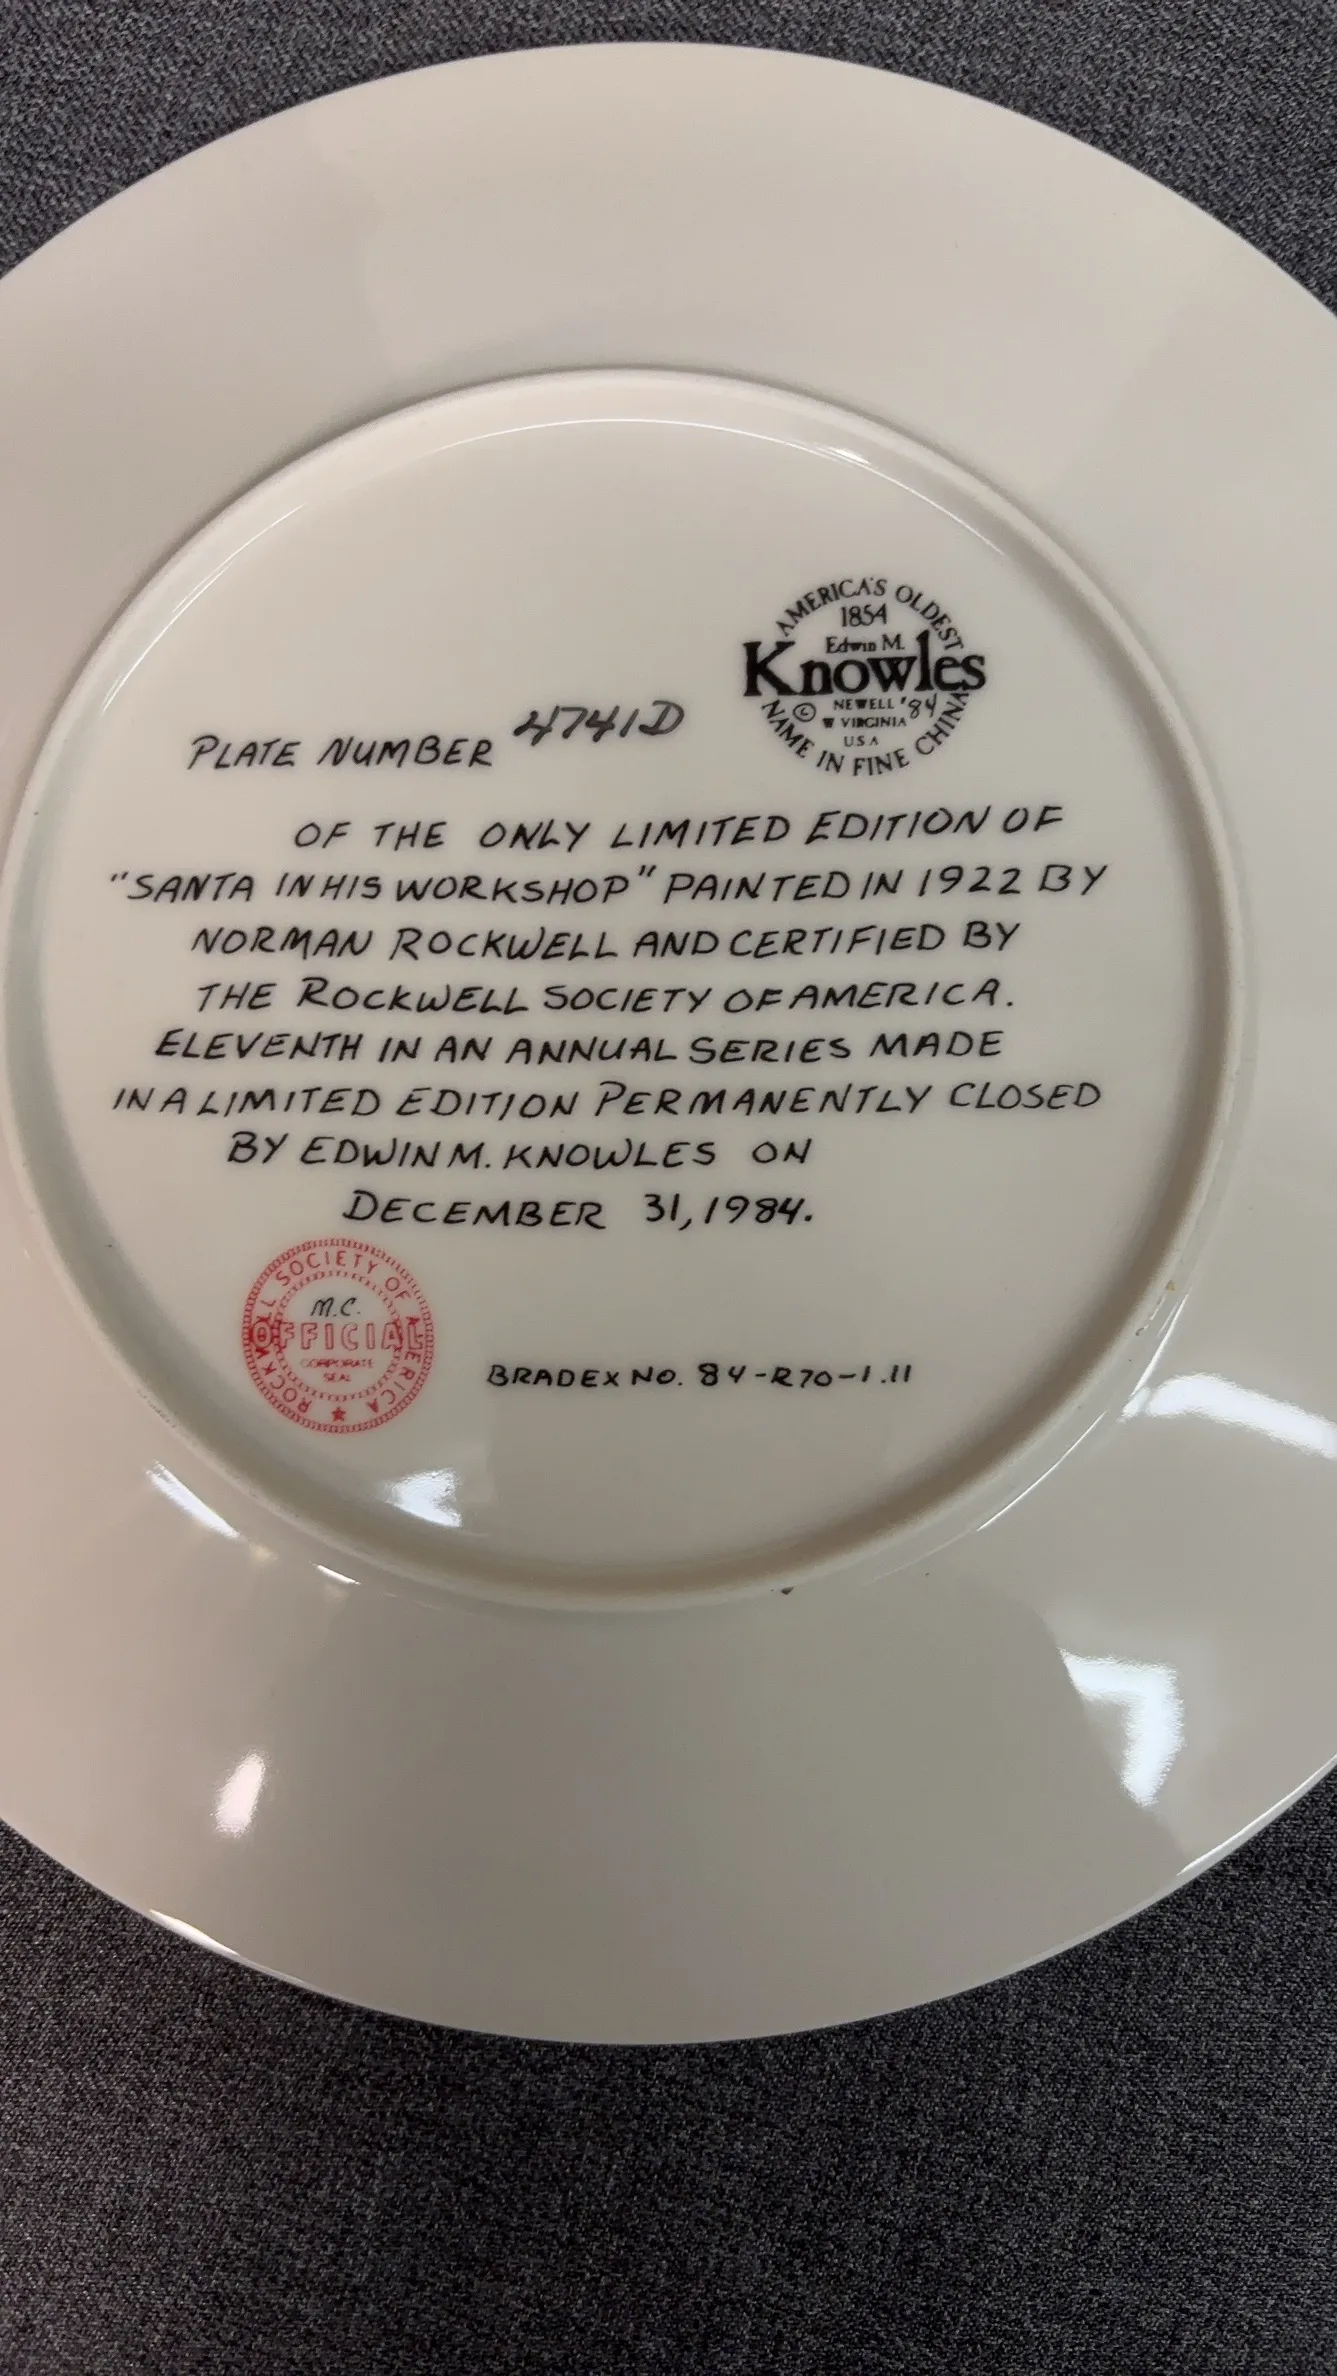 AMERICA'S OLDEST
1854
Edwin M.
Knowles
© NEWELL '84
W VIRGINIA
USA
NAME IN FINE CHINA
PLATE NUMBER 4741D
OF THE ONLY LIMITED EDITION OF
"SANTA IN HIS WORKSHOP" PAINTED IN 1922 BY
NORMAN ROCKWELL AND CERTIFIED BY
THE ROCKWELL SOCIETY OF AMERICA.
ELEVENTH IN AN ANNUAL SERIES MADE
IN A LIMITED EDITION PERMANENTLY CLOSED
BY EDWIN M. KNOWLES ON
DECEMBER 31, 1984.
ROCKWELL SOCIETY OF AMERICA
M.C.
OFFICIAL
CORPORATE
SEAL
BRADEX NO. 84-R70-1.11